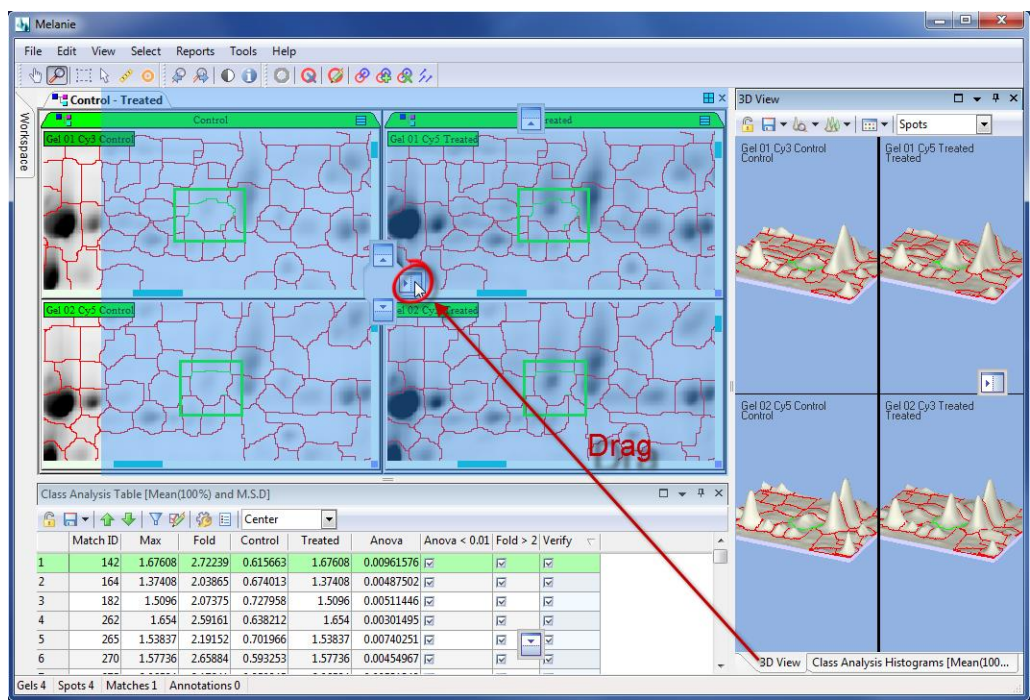 Melanie
File Edit View Select Reports Tools Help
Workspace
Control - Treated
Control
reated
Gel 01 Cy3 Control
Gel 01 Cy5 Treated
Gel 02 Cy5 Control
el 02 Cy3 Treated
Drag
3D View
Spots
Gel 01 Cy3 Control
Control
Gel 01 Cy5 Treated
Treated
Gel 02 Cy5 Control
Control
Gel 02 Cy3 Treated
Treated
3D View Class Analysis Histograms [Mean(100...
Class Analysis Table [Mean(100%) and M.S.D]
Center
Match ID Max Fold Control Treated Anova Anova < 0.01 Fold > 2 Verify
1 142 1.67608 2.72239 0.615663 1.67608 0.00961576
2 164 1.37408 2.03865 0.674013 1.37408 0.00487502
3 182 1.5096 2.07375 0.727958 1.5096 0.00511446
4 262 1.654 2.59161 0.638212 1.654 0.00301495
5 265 1.53837 2.19152 0.701966 1.53837 0.00740251
6 270 1.57736 2.65884 0.593253 1.57736 0.00454967
Gels 4 Spots 4 Matches 1 Annotations 0